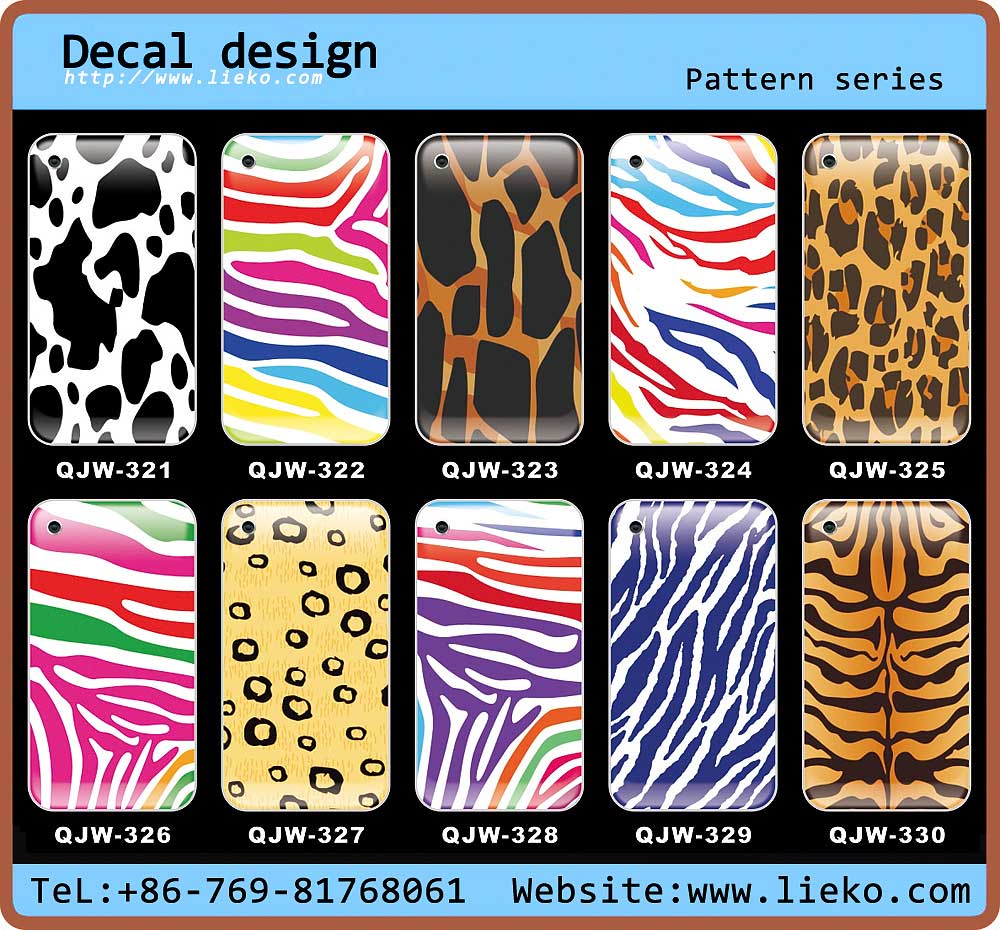 Decal design
http://www.lieko.com
Pattern series
QJW-321 QJW-322 QJW-323 QJW-324 QJW-325
QJW-326 QJW-327 QJW-328 QJW-329 QJW-330
TeL:+86-769-81768061 Website:www.lieko.com